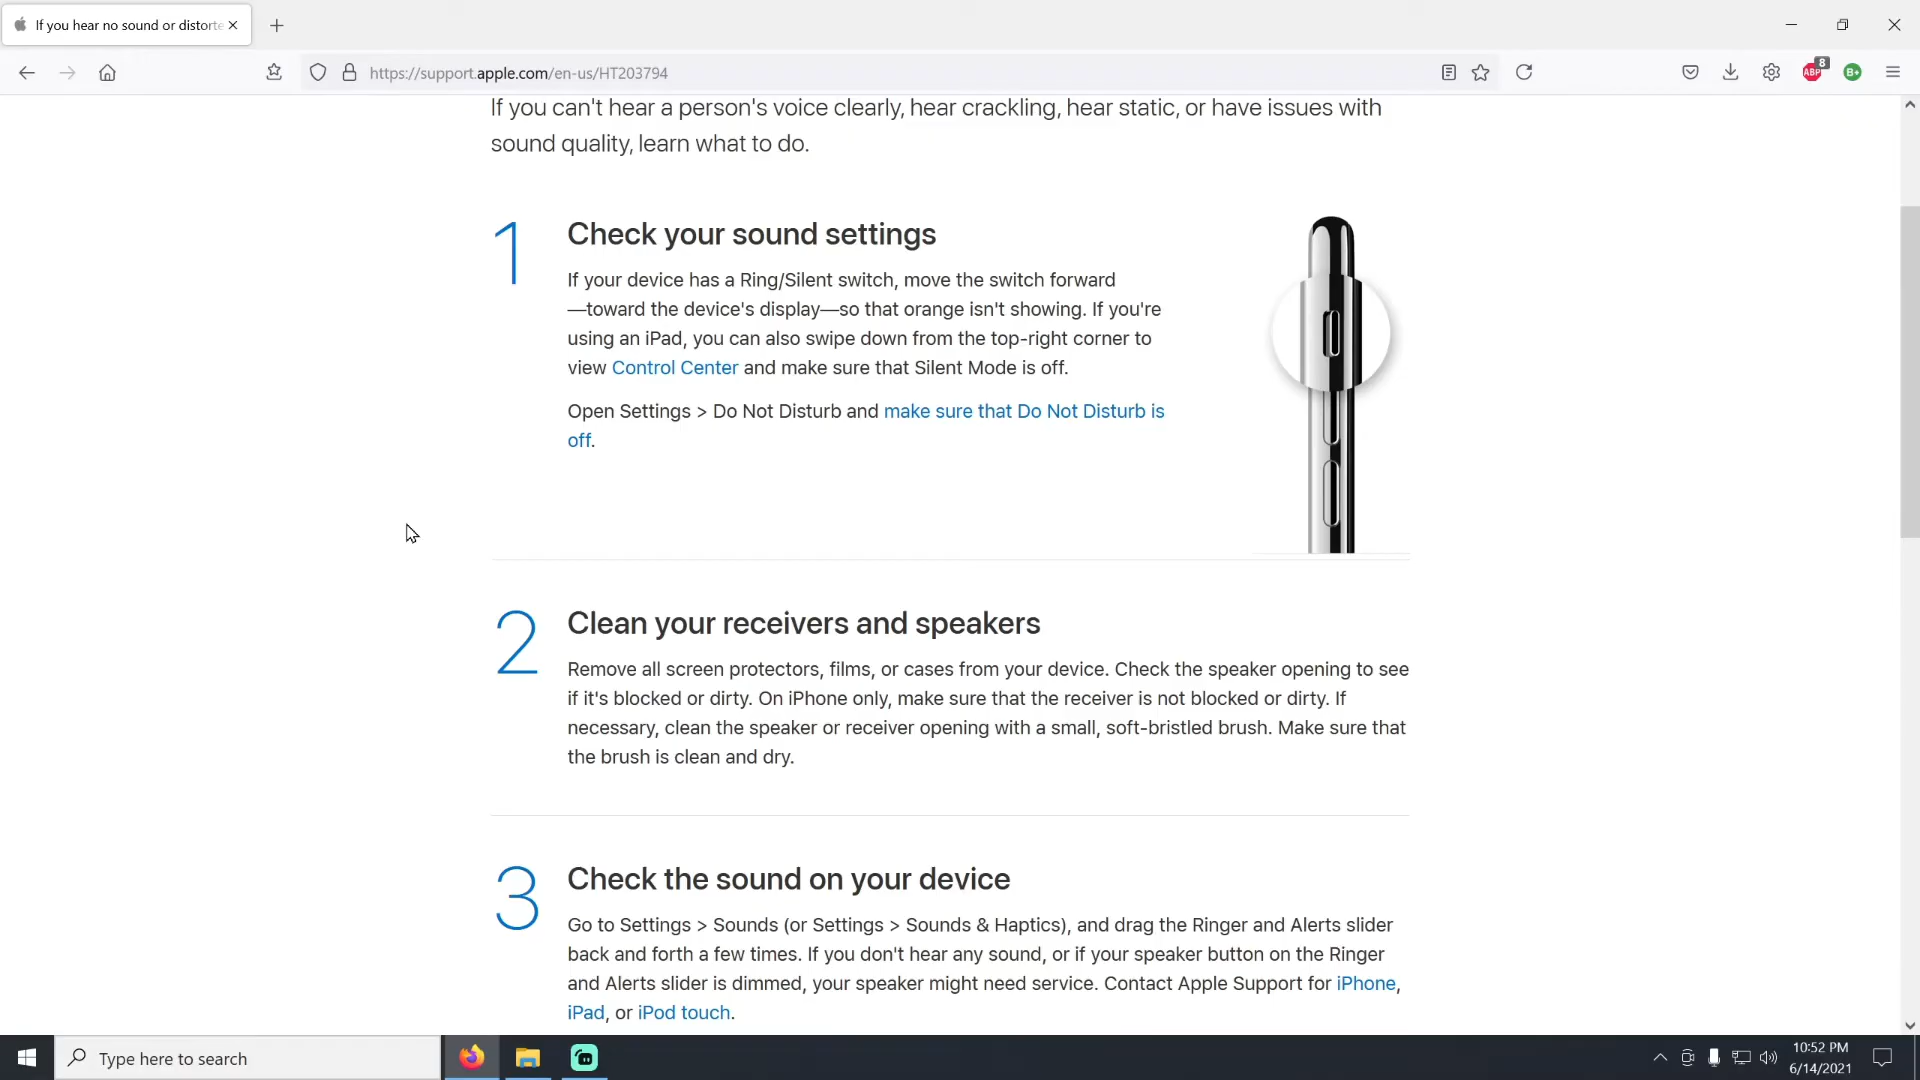 If you hear no sound or distorte
https://support.apple.com/en-us/HT203794
ABP
8
B+
If you can't hear a person's voice clearly, hear crackling, hear static, or have issues with
sound quality, learn what to do.
1
Check your sound settings
If your device has a Ring/Silent switch, move the switch forward
—toward the device's display—so that orange isn't showing. If you're
using an iPad, you can also swipe down from the top-right corner to
view Control Center and make sure that Silent Mode is off.
Open Settings > Do Not Disturb and make sure that Do Not Disturb is
off.
2
Clean your receivers and speakers
Remove all screen protectors, films, or cases from your device. Check the speaker opening to see
if it's blocked or dirty. On iPhone only, make sure that the receiver is not blocked or dirty. If
necessary, clean the speaker or receiver opening with a small, soft-bristled brush. Make sure that
the brush is clean and dry.
3
Check the sound on your device
Go to Settings > Sounds (or Settings > Sounds & Haptics), and drag the Ringer and Alerts slider
back and forth a few times. If you don't hear any sound, or if your speaker button on the Ringer
and Alerts slider is dimmed, your speaker might need service. Contact Apple Support for iPhone,
iPad, or iPod touch.
Type here to search
10:52 PM
6/14/2021